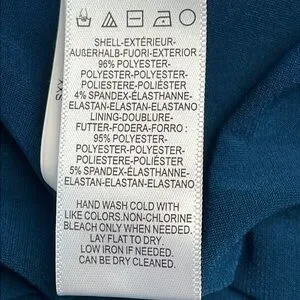 SHELL-EXTÉRIEUR-
AUßERHALB-FUORI-EXTERIOR :
96% POLYESTER-
POLYESTER-POLYESTER-
POLIESTERE-POLIÉSTER
4% SPANDEX-ÉLASTHANNE-
ELASTAN-ELASTAN-ELASTANO
LINING-DOUBLURE-
FUTTER-FODERA-FORRO :
95% POLYESTER-
POLYESTER-POLYESTER-
POLIESTERE-POLIÉSTER
5% SPANDEX-ÉLASTHANNE-
ELASTAN-ELASTAN-ELASTANO
HAND WASH COLD WITH
LIKE COLORS.NON-CHLORINE
BLEACH ONLY WHEN NEEDED.
LAY FLAT TO DRY.
LOW IRON IF NEEDED.
CAN BE DRY CLEANED.